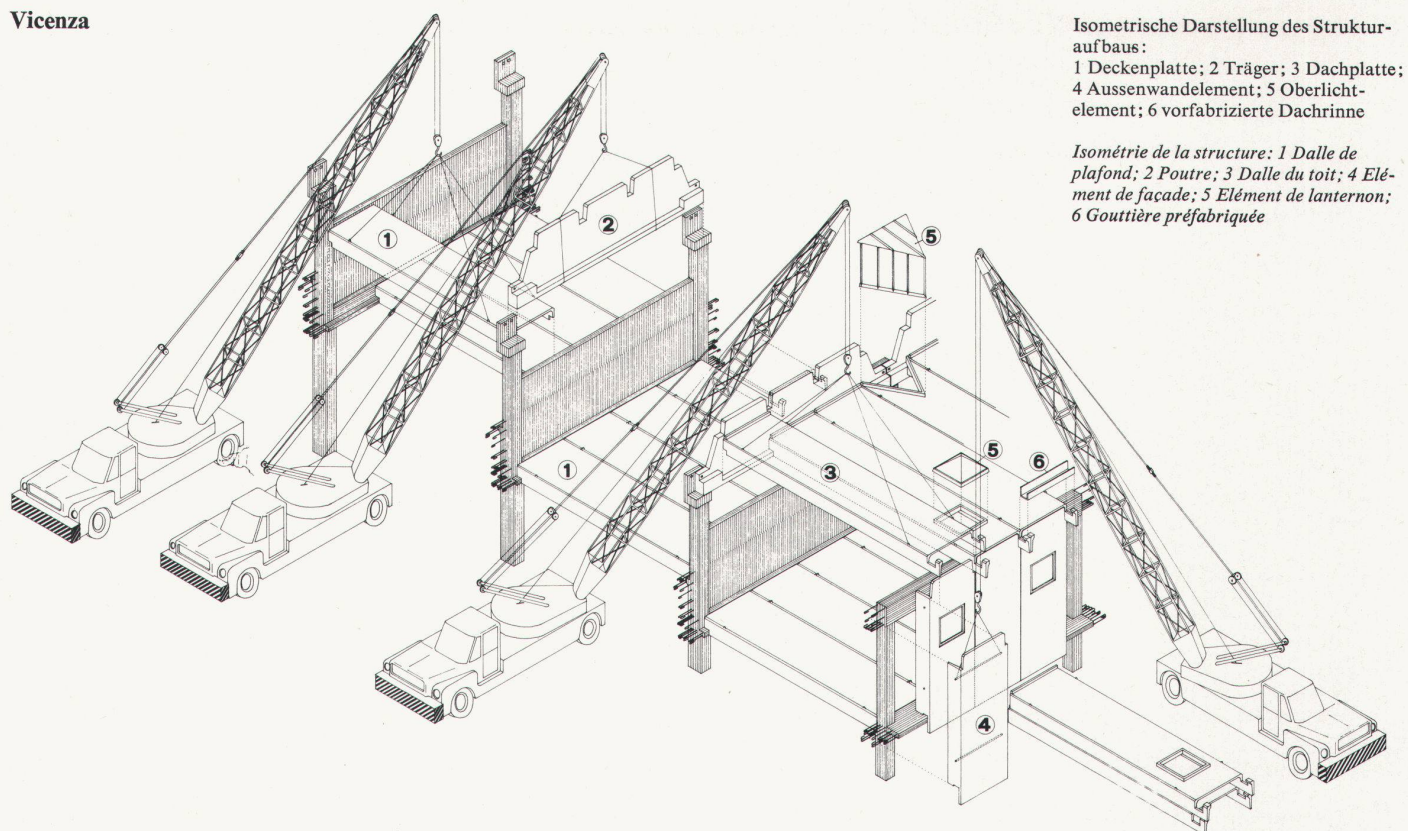 Vicenza
Isometrische Darstellung des Struktur-
aufbaus:
1 Deckenplatte; 2 Träger; 3 Dachplatte;
4 Aussenwandelement; 5 Oberlicht-
element; 6 vorfabrizierte Dachrinne
Isométrie de la structure: 1 Dalle de
plafond; 2 Poutre; 3 Dalle du toit; 4 Elé-
ment de façade; 5 Elément de lanternon;
6 Gouttière préfabriquée
1
2
5
1
3
5
6
4